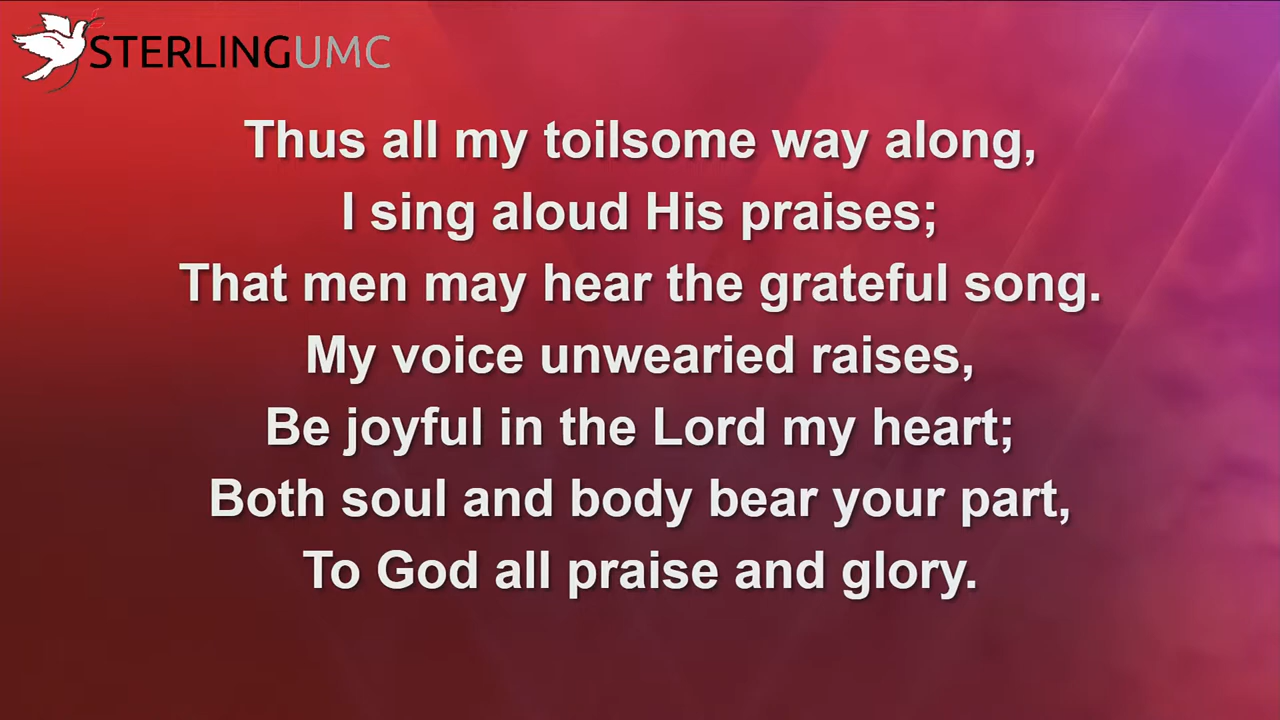 STERLINGUMC
Thus all my toilsome way along,
I sing aloud His praises;
That men may hear the grateful song.
My voice unwearied raises,
Be joyful in the Lord my heart;
Both soul and body bear your part,
To God all praise and glory.